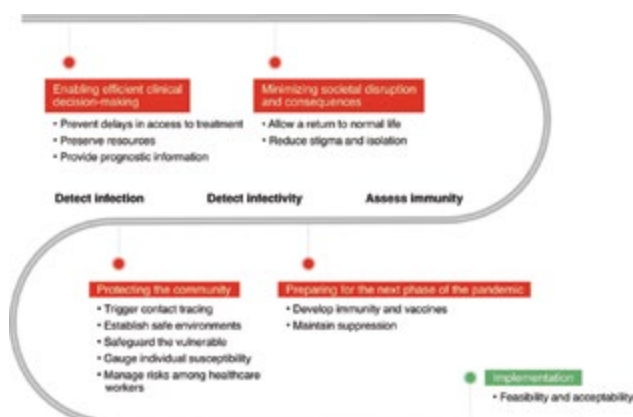 Enabling efficient clinical
decision-making
• Prevent delays in access to treatment
• Preserve resources
• Provide prognostic information
Minimizing societal disruption
and consequences
• Allow a return to normal life
• Reduce stigma and isolation
Detect infection
Detect infectivity
Assess immunity
Protecting the community
• Trigger contact tracing
• Establish safe environments
• Safeguard the vulnerable
• Gauge individual susceptibility
• Manage risks among healthcare
workers
Preparing for the next phase of the pandemic
• Develop immunity and vaccines
• Maintain suppression
Implementation
• Feasibility and acceptability